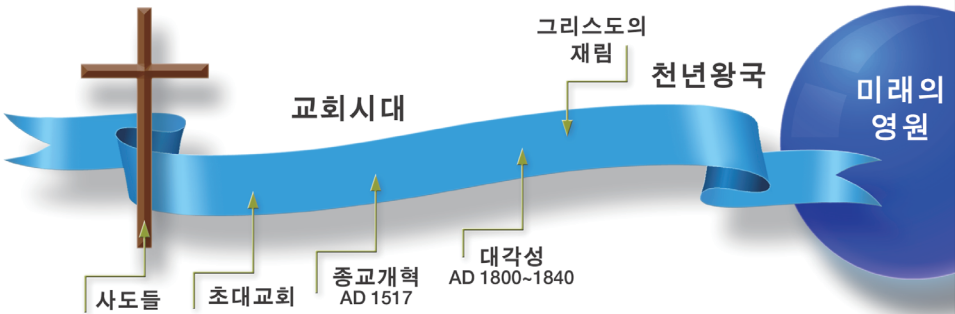 그리스도의
재림
천년왕국
교회시대
미래의
영원
사도들
초대교회
종교개혁
AD 1517
대각성
AD 1800~1840